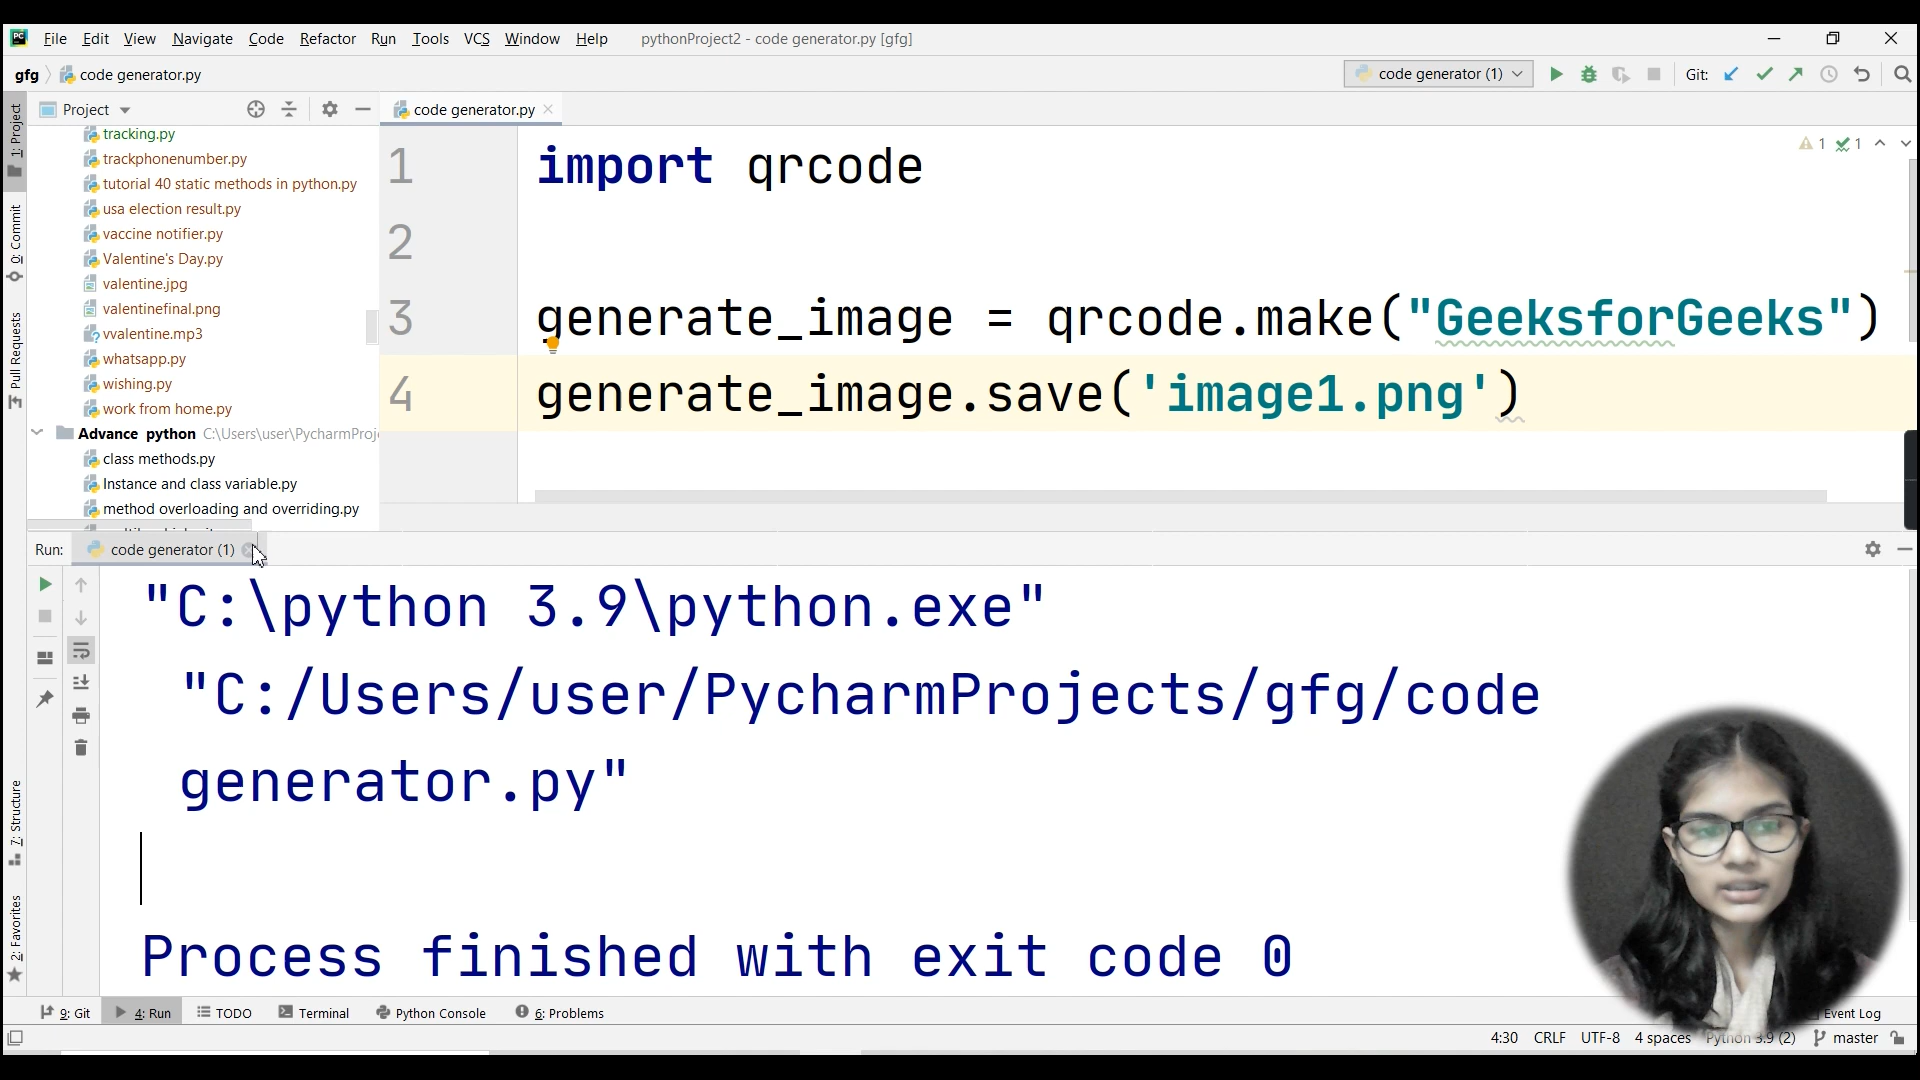 PC File Edit View Navigate Code Refactor Run Tools VCS Window Help pythonProject2 - code generator.py [gfg]
gfg code generator.py code generator (1) Git:
1: Project
Project
code generator.py
tracking.py
trackphonenumber.py
tutorial 40 static methods in python.py
usa election result.py
vaccine notifier.py
Valentine's Day.py
valentine.jpg
valentinefinal.png
vvalentine.mp3
whatsapp.py
wishing.py
work from home.py
Advance python C:\Users\user\PycharmProje
class methods.py
Instance and class variable.py
method overloading and overriding.py
0: Commit
Pull Requests
7: Structure
2: Favorites
1 1
1 import qrcode
2
3 generate_image = qrcode.make("GeeksforGeeks")
4 generate_image.save('image1.png')
Run: code generator (1)
"C:\python 3.9\python.exe"
"C:/Users/user/PycharmProjects/gfg/code
generator.py"
Process finished with exit code 0
9: Git 4: Run TODO Terminal Python Console 6: Problems Event Log
4:30 CRLF UTF-8 4 spaces Python 3.9 (2) master